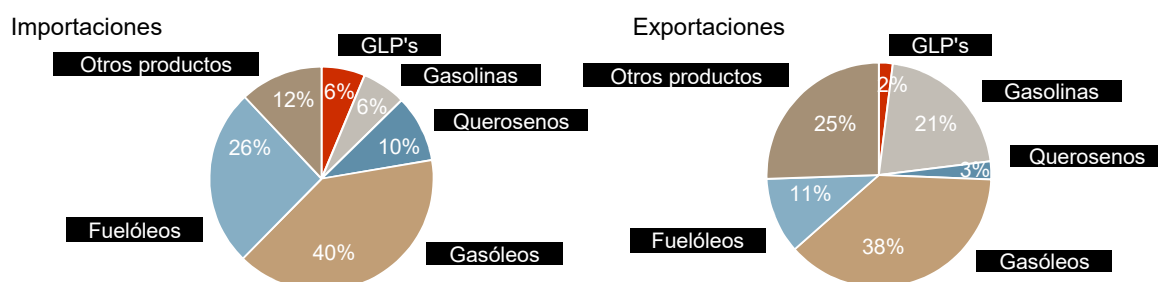 Importaciones
GLP's
Otros productos
Gasolinas
6%
12%
6%
Querosenos
26%
10%
Fuelóleos
40%
Gasóleos
Exportaciones
GLP's
Otros productos
2%
Gasolinas
25%
21%
Querosenos
3%
11%
Fuelóleos
38%
Gasóleos